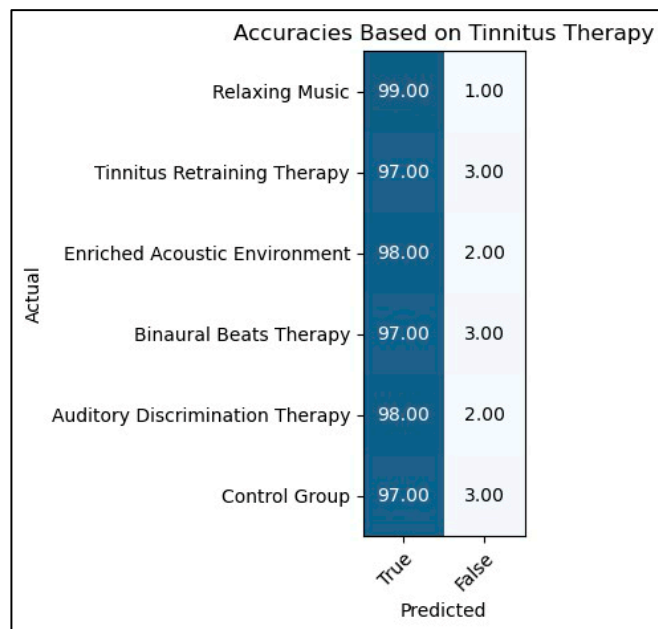 Accuracies Based on Tinnitus Therapy
Relaxing Music 99.00 1.00
Tinnitus Retraining Therapy 97.00 3.00
Enriched Acoustic Environment 98.00 2.00
Actual
Binaural Beats Therapy 97.00 3.00
Auditory Discrimination Therapy 98.00 2.00
Control Group 97.00 3.00
True False
Predicted